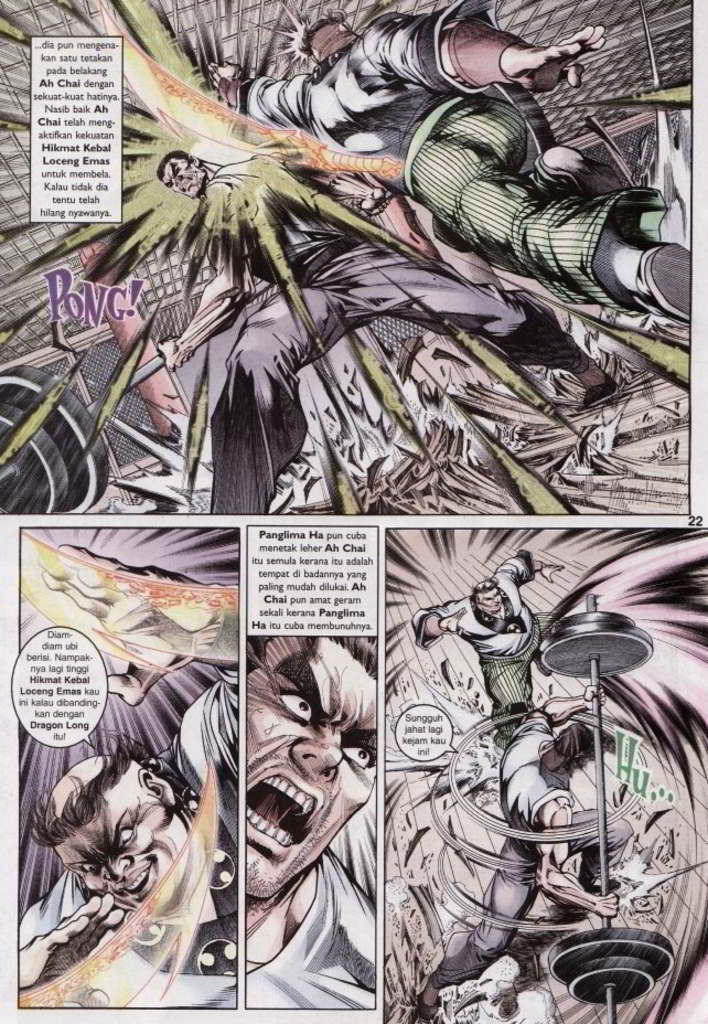 ...dia pun mengena-
kan satu tetakan
pada belakang
Ah Chai dengan
sekuat-kuat hatinya.
Nasib baik Ah
Chai telah meng-
aktifkan kekuatan
Hikmat Kebal
Loceng Emas
untuk membela.
Kalau tidak dia
tentu telah
hilang nyawanya.
PONG!
22
Diam-
diam ubi
berisi. Nampak-
nya lagi tinggi
Hikmat Kebal
Loceng Emas kau
ini kalau dibanding-
kan dengan
Dragon Long
itu!
Panglima Ha pun cuba
menetak leher Ah Chai
itu semula kerana itu adalah
tempat di badannya yang
paling mudah dilukai. Ah
Chai pun amat geram
sekali kerana Panglima
Ha itu cuba membunuhnya.
Sungguh
jahat lagi
kejam kau
ini!
Hu...